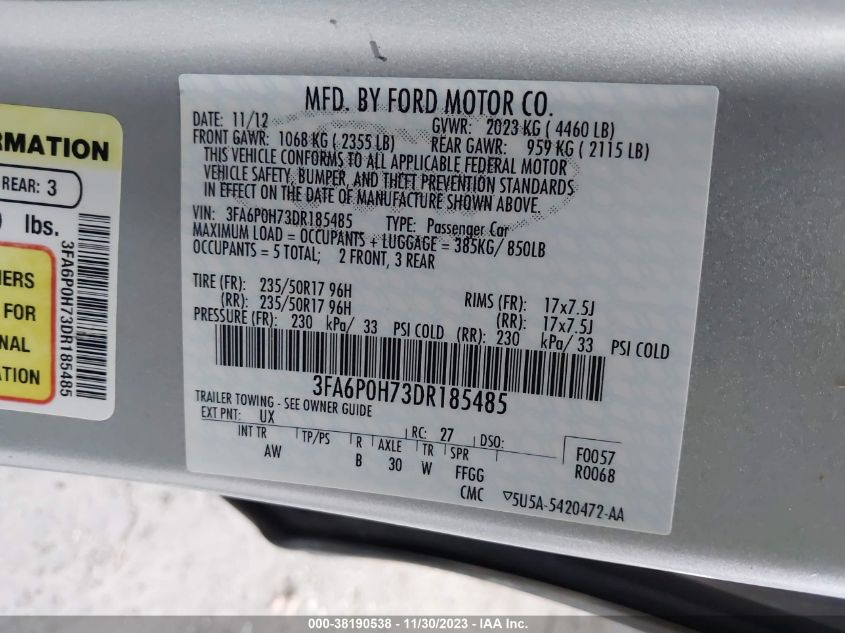 MFD. BY FORD MOTOR CO.
DATE: 11/12 GVWR: 2023 KG ( 4460 LB)
FRONT GAWR: 1068 KG ( 2355 LB) REAR GAWR: 959 KG ( 2115 LB)
THIS VEHICLE CONFORMS TO ALL APPLICABLE FEDERAL MOTOR
VEHICLE SAFETY, BUMPER, AND THEFT PREVENTION STANDARDS
IN EFFECT ON THE DATE OF MANUFACTURE SHOWN ABOVE.
VIN: 3FA6P0H73DR185485 TYPE: Passenger Car
MAXIMUM LOAD = OCCUPANTS + LUGGAGE = 385KG/ 850LB
OCCUPANTS = 5 TOTAL; 2 FRONT, 3 REAR
TIRE (FR): 235/50R17 96H RIMS (FR): 17x7.5J
(RR): 235/50R17 96H (RR): 17x7.5J
PRESSURE (FR): 230 kPa/ 33 PSI COLD (RR): 230 kPa/ 33 PSI COLD
3FA6P0H73DR185485
TRAILER TOWING - SEE OWNER GUIDE
EXT PNT: UX RC: 27 DSO:
INT TR TP/PS R AXLE TR SPR F0057
AW B 30 W FFGG R0068
CMC ▽5U5A-5420472-AA
RMATION
REAR: 3
lbs.
3FA6P0H73DR185485
ERS
FOR
NAL
ATION
000-38190538 - 11/30/2023 - IAA Inc.